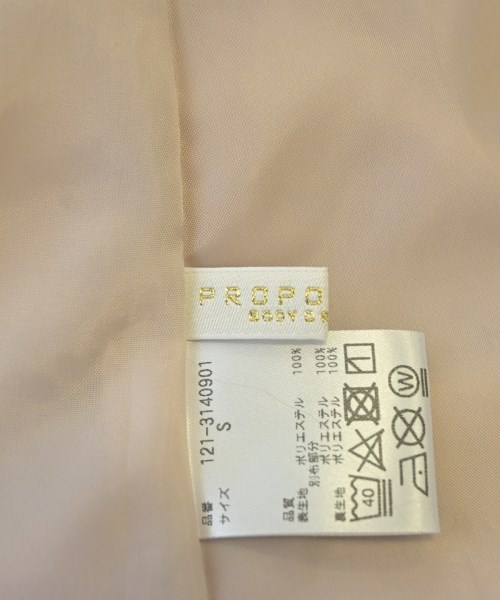 PROPO
BODY D
品番 121-3140901
サイズ S
品質
表生地 ポリエステル 100%
別布部分
ポリエステル 100%
裏生地 ポリエステル 100%
40
W